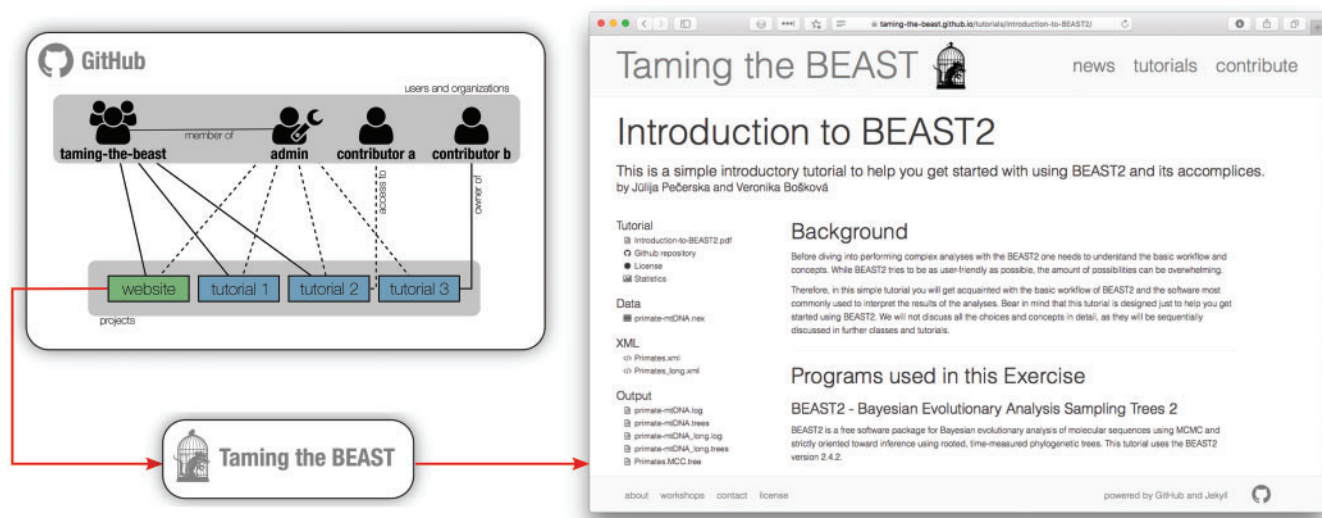 GitHub
users and organizations
member of
taming-the-beast
admin
contributor a
contributor b
access to
owner of
website
tutorial 1
tutorial 2
tutorial 3
projects
Taming the BEAST
taming-the-beast.github.io/tutorials/Introduction-to-BEAST2/
Taming the BEAST
news tutorials contribute
Introduction to BEAST2
This is a simple introductory tutorial to help you get started with using BEAST2 and its accomplices.
by Jūlija Pečerska and Veronika Bošková
Tutorial
Introduction-to-BEAST2.pdf
Github repository
License
Statistics
Data
primate-mtDNA.nex
XML
Primates.xml
Primates_long.xml
Output
primate-mtDNA.log
primate-mtDNA.trees
primate-mtDNA_long.log
primate-mtDNA_long.trees
Primates.MCC.tree
Background
Before diving into performing complex analyses with the BEAST2 one needs to understand the basic workflow and
concepts. While BEAST2 tries to be as user-friendly as possible, the amount of possibilities can be overwhelming.
Therefore, in this simple tutorial you will get acquainted with the basic workflow of BEAST2 and the software most
commonly used to interpret the results of the analyses. Bear in mind that this tutorial is designed just to help you get
started using BEAST2. We will not discuss all the choices and concepts in detail, as they will be sequentially
discussed in further classes and tutorials.
Programs used in this Exercise
BEAST2 - Bayesian Evolutionary Analysis Sampling Trees 2
BEAST2 is a free software package for Bayesian evolutionary analysis of molecular sequences using MCMC and
strictly oriented toward inference using rooted, time-measured phylogenetic trees. This tutorial uses the BEAST2
version 2.4.2.
about workshops contact license
powered by GitHub and Jekyll